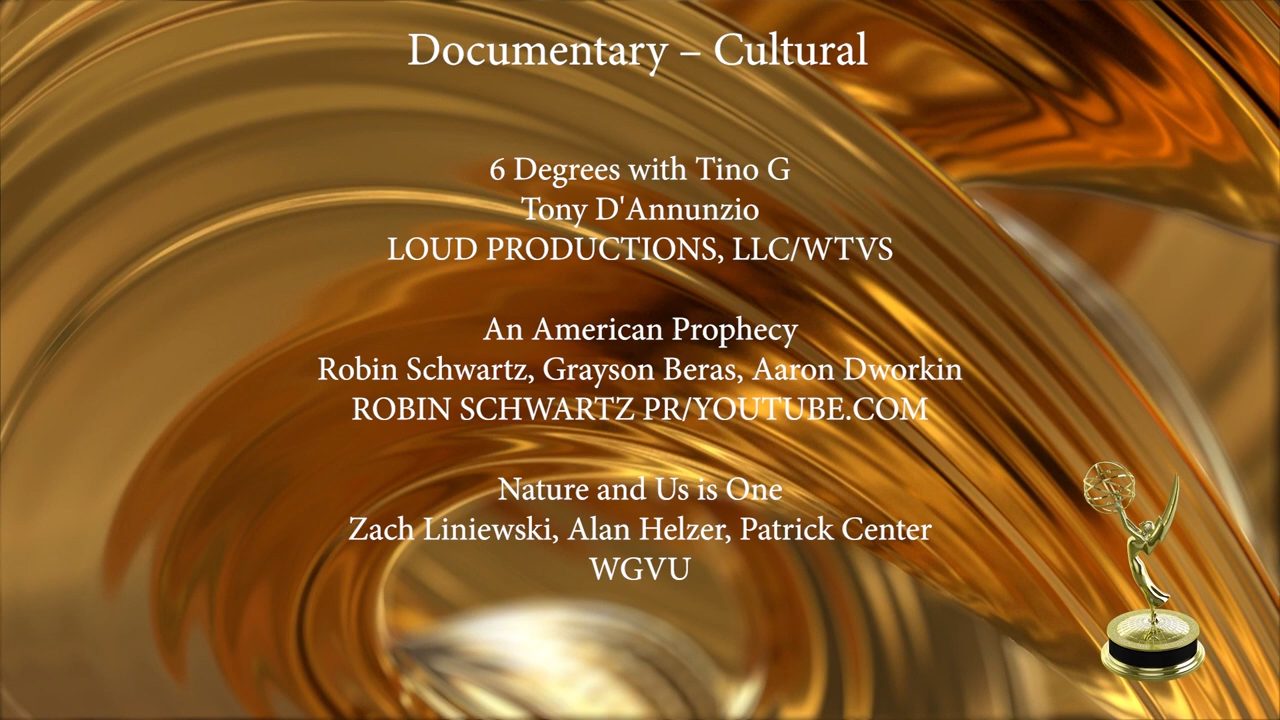 Documentary – Cultural
6 Degrees with Tino G
Tony D'Annunzio
LOUD PRODUCTIONS, LLC/WTVS
An American Prophecy
Robin Schwartz, Grayson Beras, Aaron Dworkin
ROBIN SCHWARTZ PR/YOUTUBE.COM
Nature and Us is One
Zach Liniewski, Alan Helzer, Patrick Center
WGVU